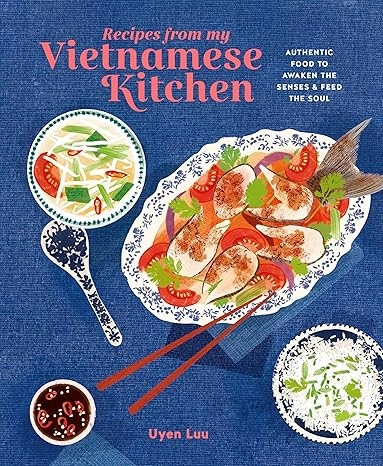 Recipes from my
Vietnamese
Kitchen
AUTHENTIC
FOOD TO
AWAKEN THE
SENSES & FEED
THE SOUL
Uyen Luu